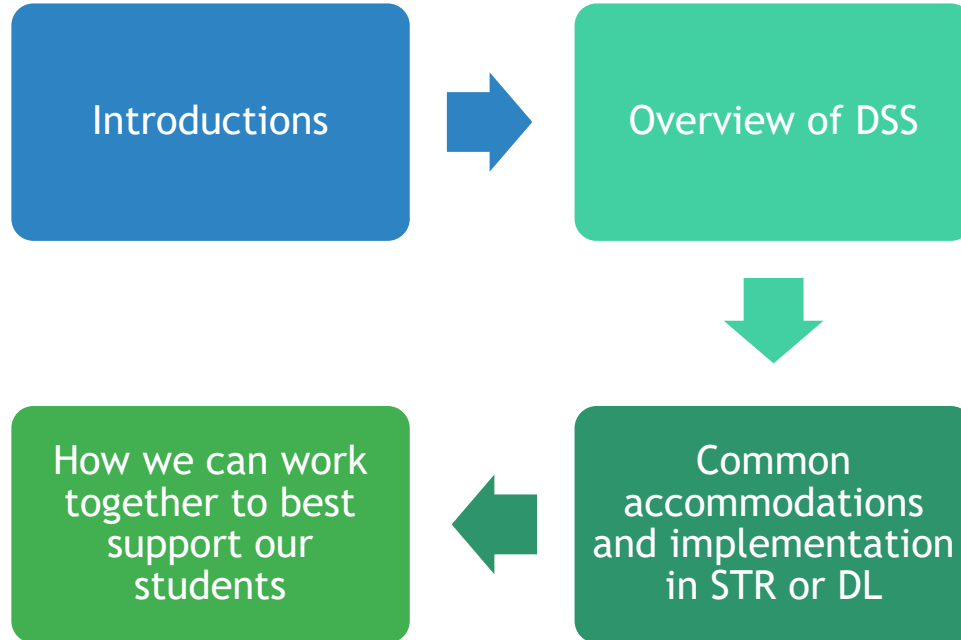 Introductions
Overview of DSS
Common
accommodations
and implementation
in STR or DL
How we can work
together to best
support our
students